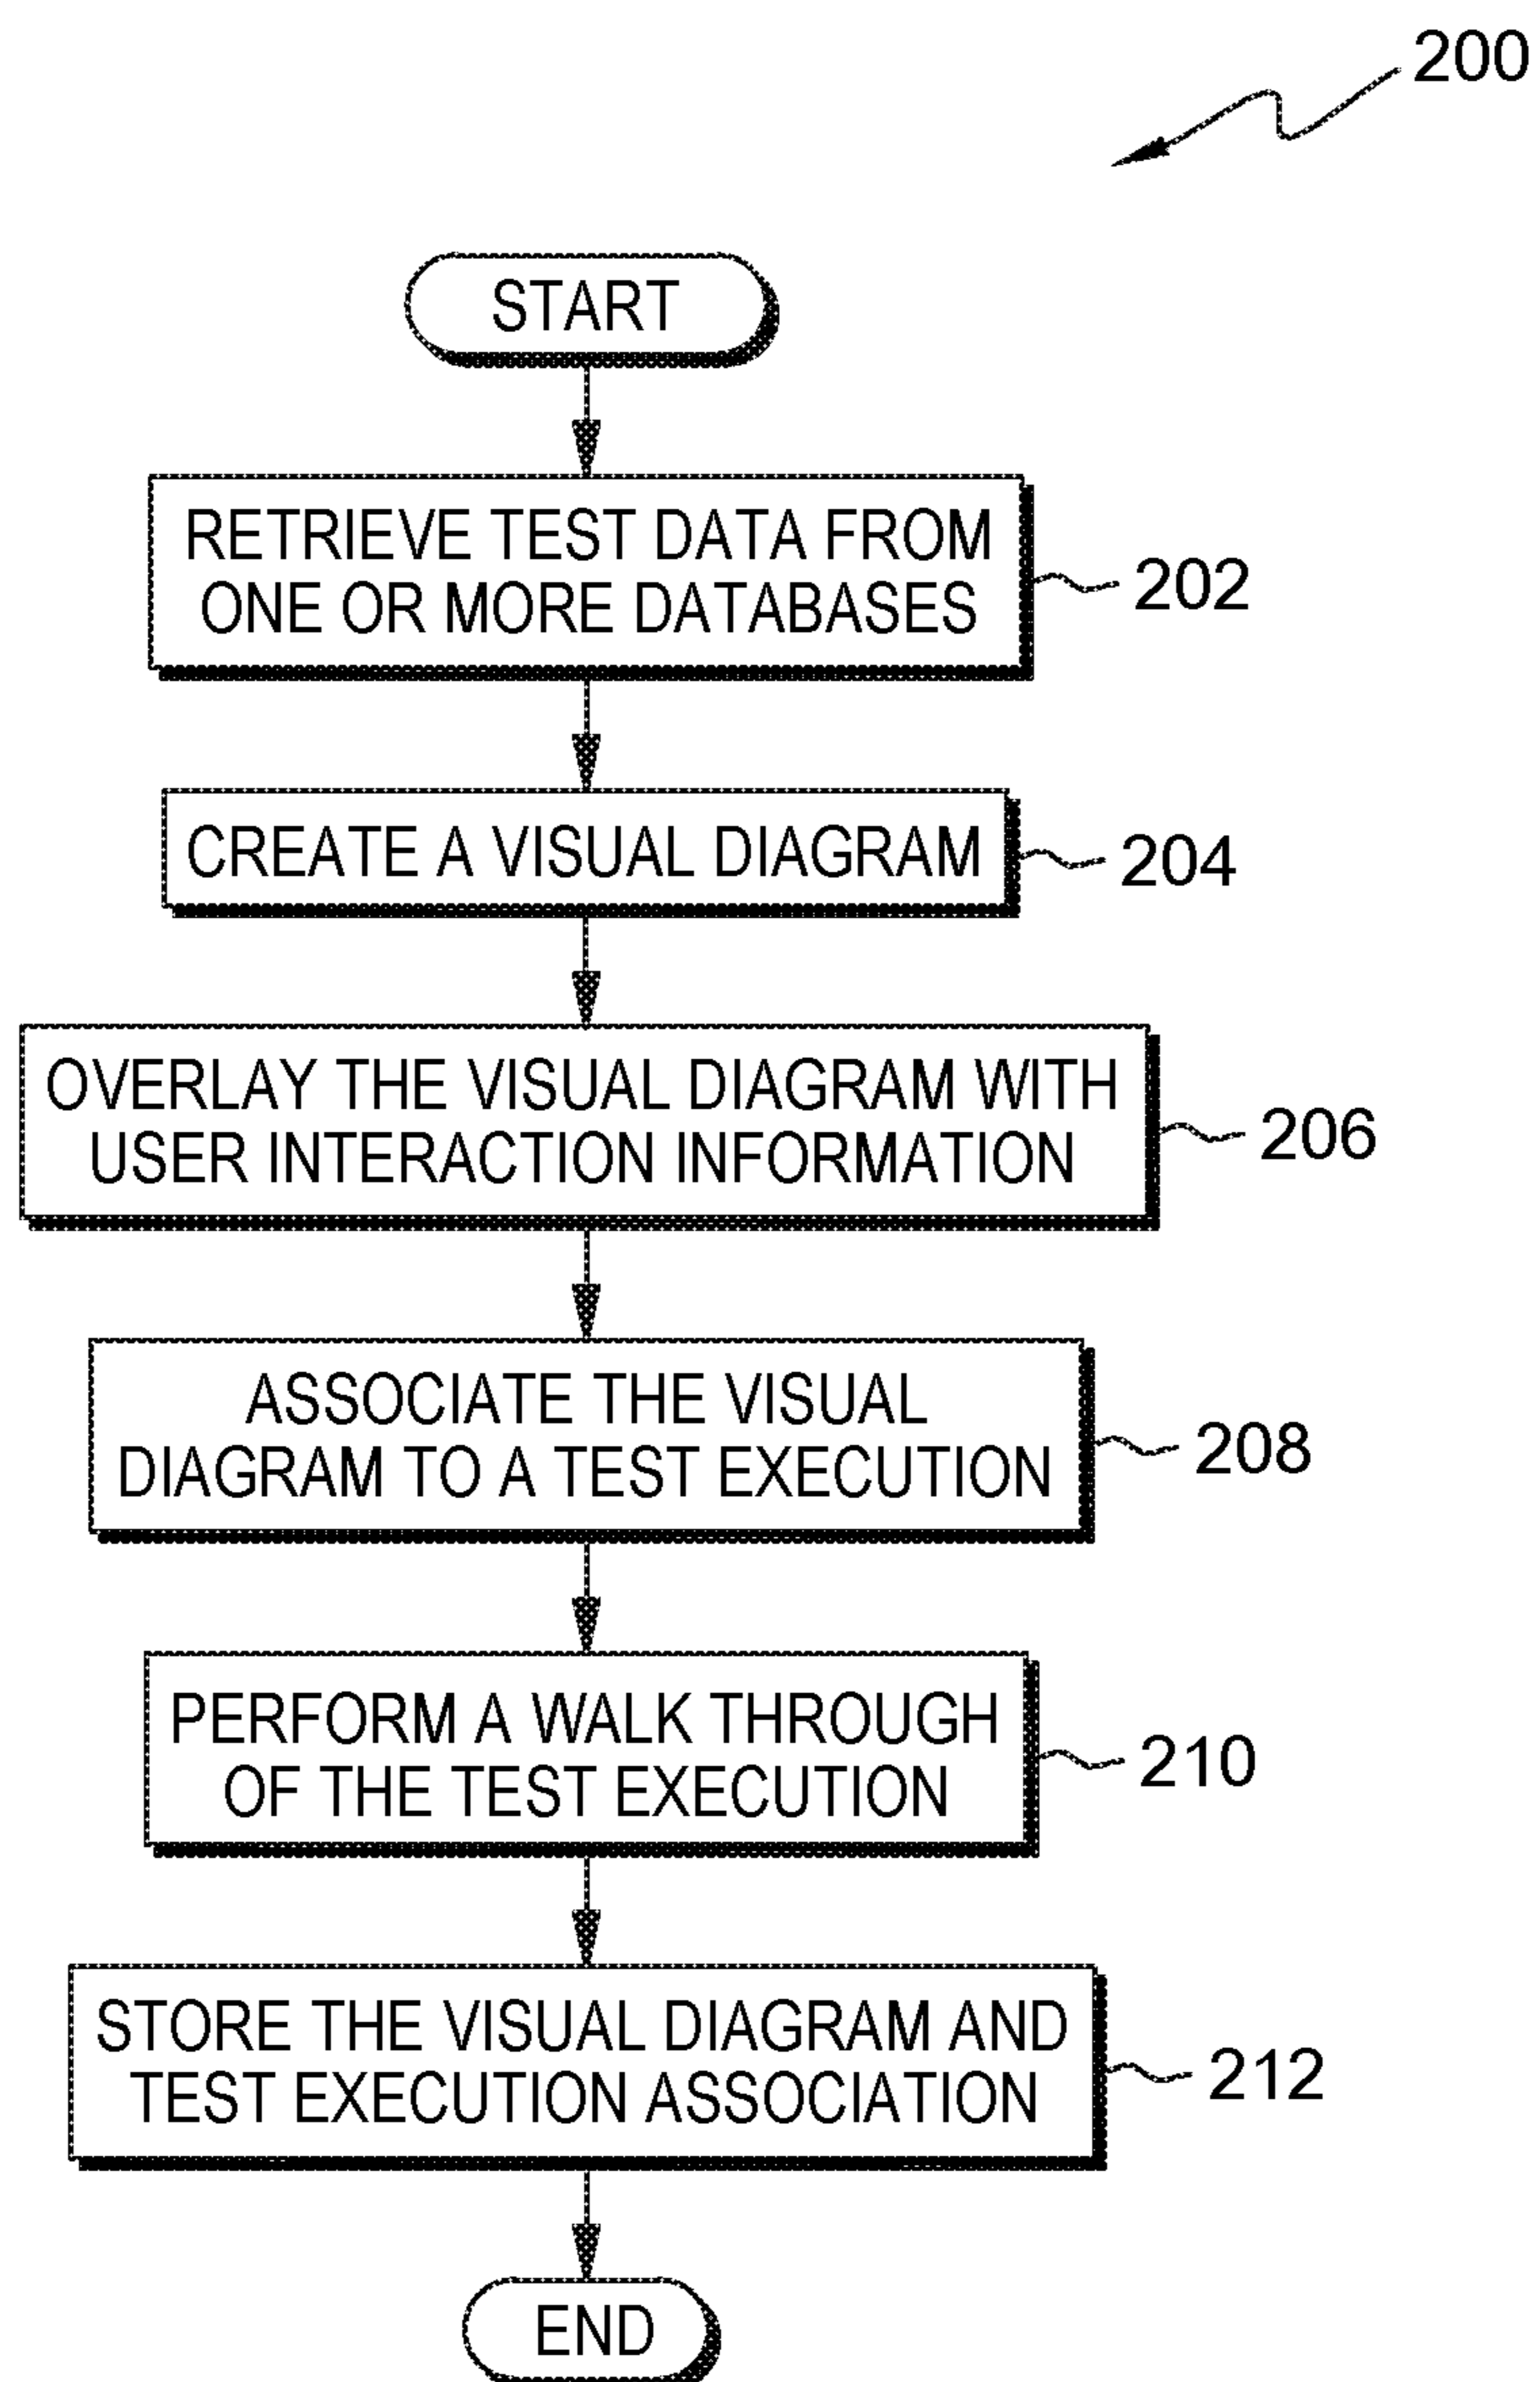 200
START
RETRIEVE TEST DATA FROM
ONE OR MORE DATABASES
202
CREATE A VISUAL DIAGRAM
204
OVERLAY THE VISUAL DIAGRAM WITH
USER INTERACTION INFORMATION
206
ASSOCIATE THE VISUAL
DIAGRAM TO A TEST EXECUTION
208
PERFORM A WALK THROUGH
OF THE TEST EXECUTION
210
STORE THE VISUAL DIAGRAM AND
TEST EXECUTION ASSOCIATION
212
END